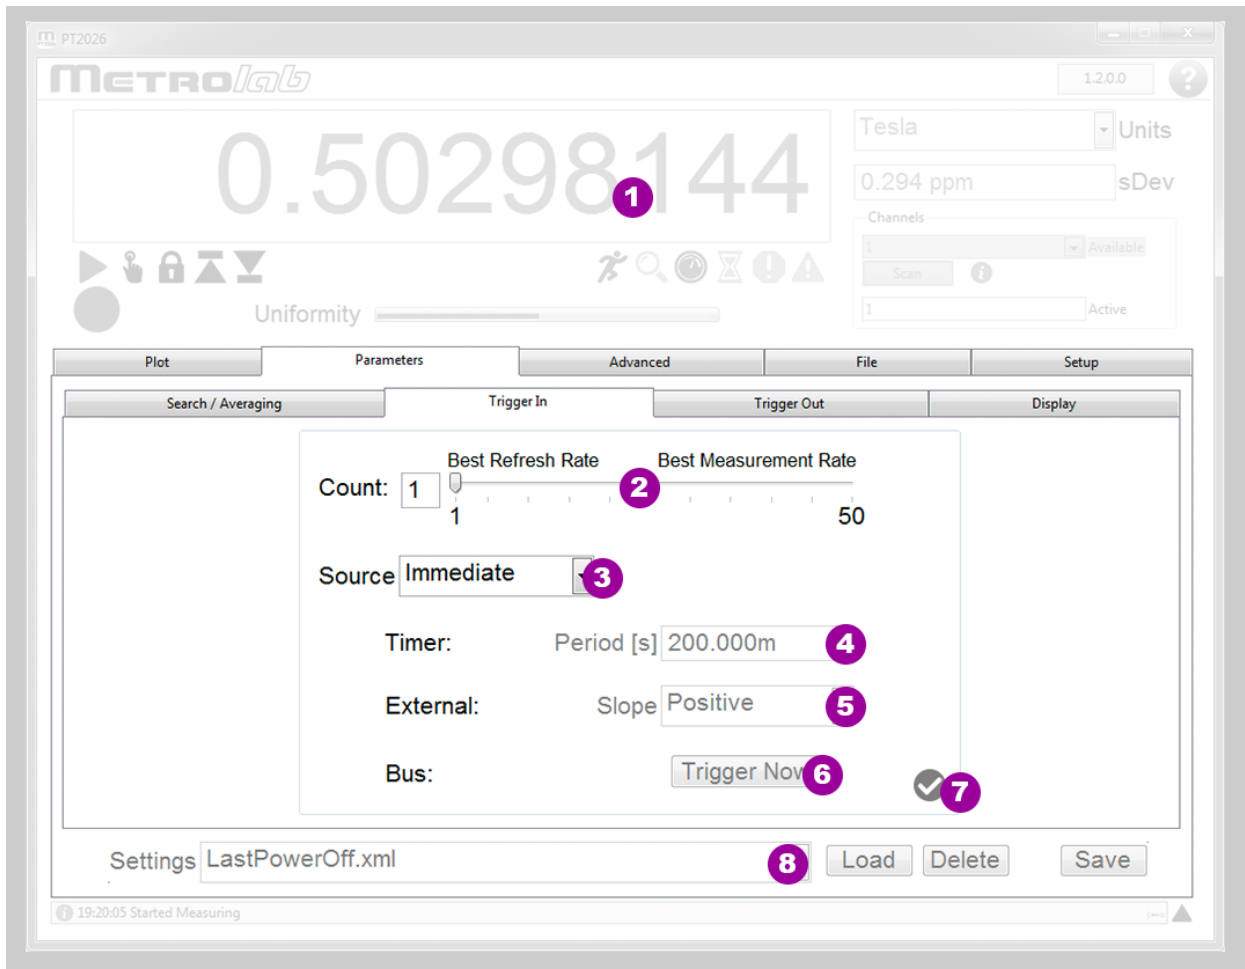 PT2026
METROlab
1.2.0.0
?
0.50298144
1
Tesla
Units
0.294 ppm
sDev
Channels
1
Available
Scan
i
1
Active
Uniformity
Plot
Parameters
Advanced
File
Setup
Search / Averaging
Trigger In
Trigger Out
Display
Best Refresh Rate
Best Measurement Rate
Count: 1
2
1
50
Source Immediate
3
Timer:
Period [s] 200.000m
4
External:
Slope Positive
5
Bus:
Trigger Now
6
7
Settings LastPowerOff.xml
8
Load
Delete
Save
19:20:05 Started Measuring